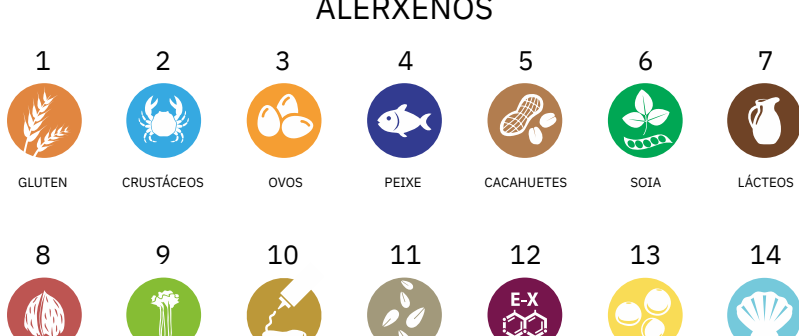 ALERXENOS
1 2 3 4 5 6 7
GLUTEN CRUSTÁCEOS OVOS PEIXE CACAHUETES SOIA LÁCTEOS
8 9 10 11 12 13 14
E-X